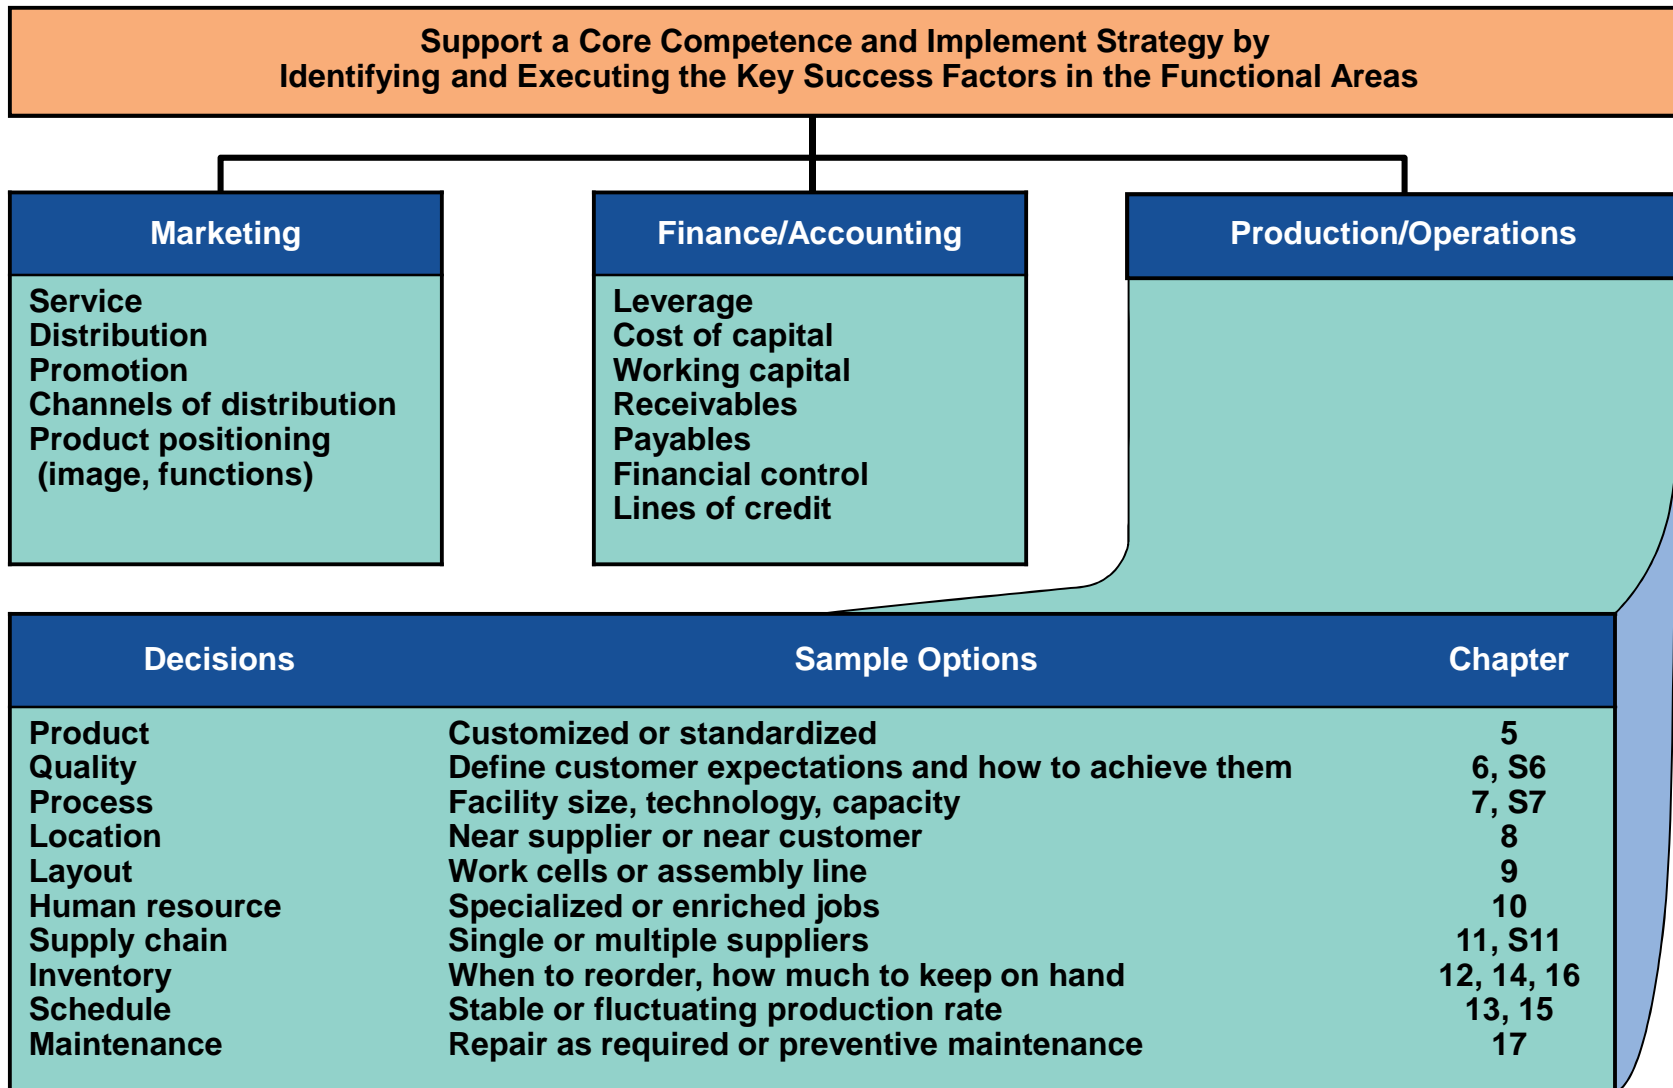 Support a Core Competence and Implement Strategy by
Identifying and Executing the Key Success Factors in the Functional Areas
Marketing
Service
Distribution
Promotion
Channels of distribution
Product positioning
(image, functions)
Finance/Accounting
Leverage
Cost of capital
Working capital
Receivables
Payables
Financial control
Lines of credit
Production/Operations
Decisions Sample Options Chapter
Product Customized or standardized 5
Quality Define customer expectations and how to achieve them 6, S6
Process Facility size, technology, capacity 7, S7
Location Near supplier or near customer 8
Layout Work cells or assembly line 9
Human resource Specialized or enriched jobs 10
Supply chain Single or multiple suppliers 11, S11
Inventory When to reorder, how much to keep on hand 12, 14, 16
Schedule Stable or fluctuating production rate 13, 15
Maintenance Repair as required or preventive maintenance 17